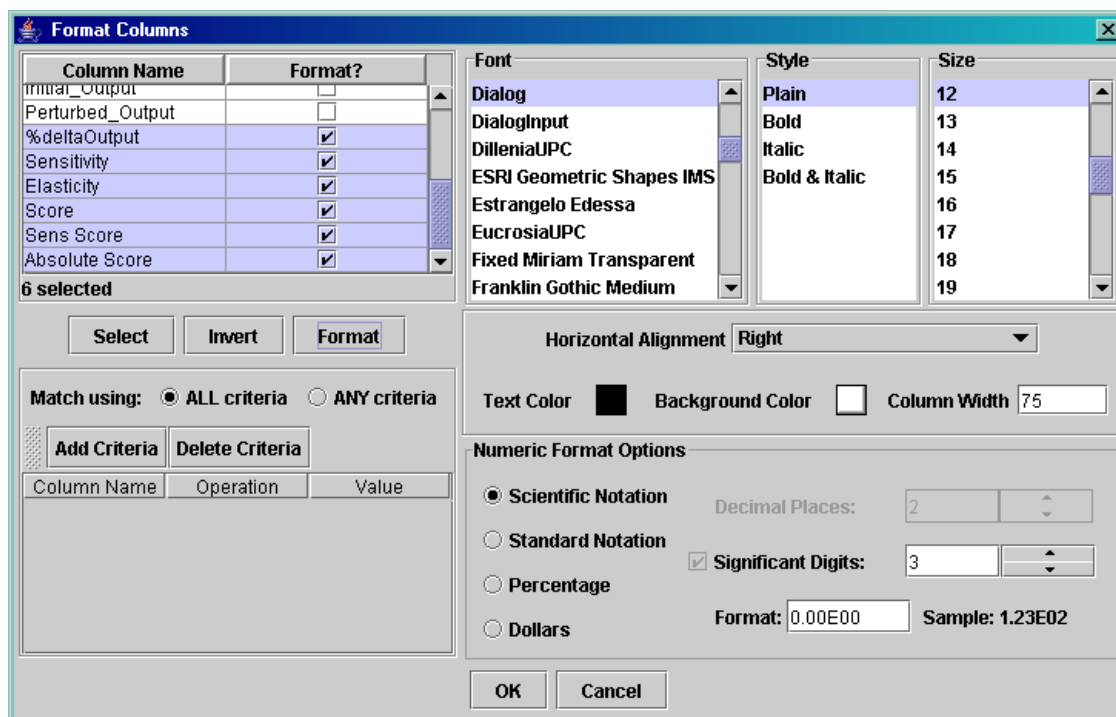 Format Columns
Column Name Format?
Initial_Output
Perturbed_Output
%deltaOutput
Sensitivity
Elasticity
Score
Sens Score
Absolute Score
6 selected
Select Invert Format
Match using: ALL criteria ANY criteria
Add Criteria Delete Criteria
Column Name Operation Value
Font
Dialog
DialogInput
DilleniaUPC
ESRI Geometric Shapes IMS
Estrangelo Edessa
EucrosiaUPC
Fixed Miriam Transparent
Franklin Gothic Medium
Style
Plain
Bold
Italic
Bold & Italic
Size
12
13
14
15
16
17
18
19
Horizontal Alignment Right
Text Color Background Color Column Width 75
Numeric Format Options
Scientific Notation
Standard Notation
Percentage
Dollars
Decimal Places: 2
Significant Digits: 3
Format: 0.00E00 Sample: 1.23E02
OK Cancel